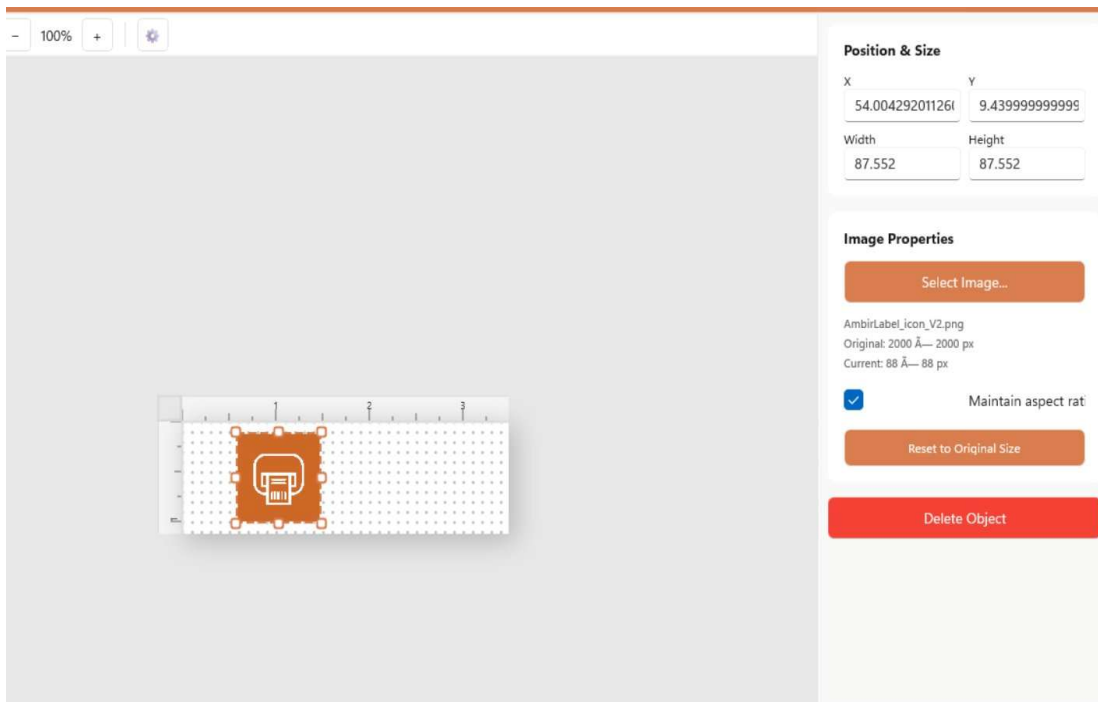 − 100% +
Position & Size
X Y
54.004292011260 9.439999999999
Width Height
87.552 87.552
Image Properties
Select Image...
AmbirLabel_icon_V2.png
Original: 2000 Ã— 2000 px
Current: 88 Ã— 88 px
Maintain aspect rati
Reset to Original Size
Delete Object
1 2 3
1